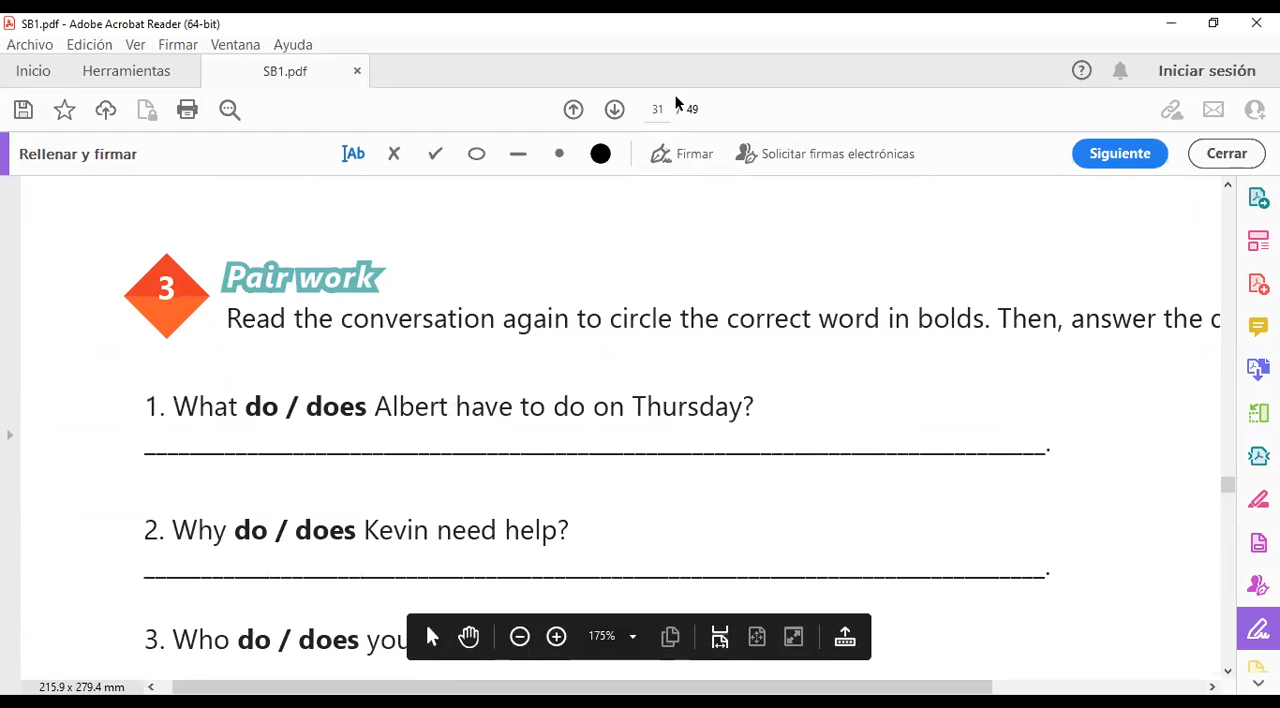 SB1.pdf - Adobe Acrobat Reader (64-bit)
Archivo Edición Ver Firmar Ventana Ayuda
Inicio Herramientas SB1.pdf × ? Iniciar sesión
31 / 49
Rellenar y firmar Ab Firmar Solicitar firmas electrónicas Siguiente Cerrar
3 Pair work
Read the conversation again to circle the correct word in bolds. Then, answer the
1. What do / does Albert have to do on Thursday?
2. Why do / does Kevin need help?
3. Who do / does you
175%
215.9 x 279.4 mm